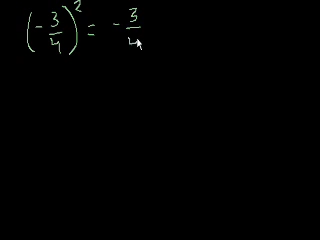 (-3/4)² = -3/4